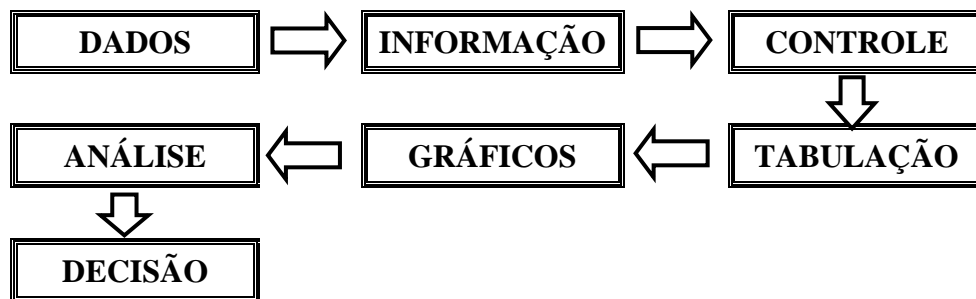 DADOS
INFORMAÇÃO
CONTROLE
TABULAÇÃO
GRÁFICOS
ANÁLISE
DECISÃO